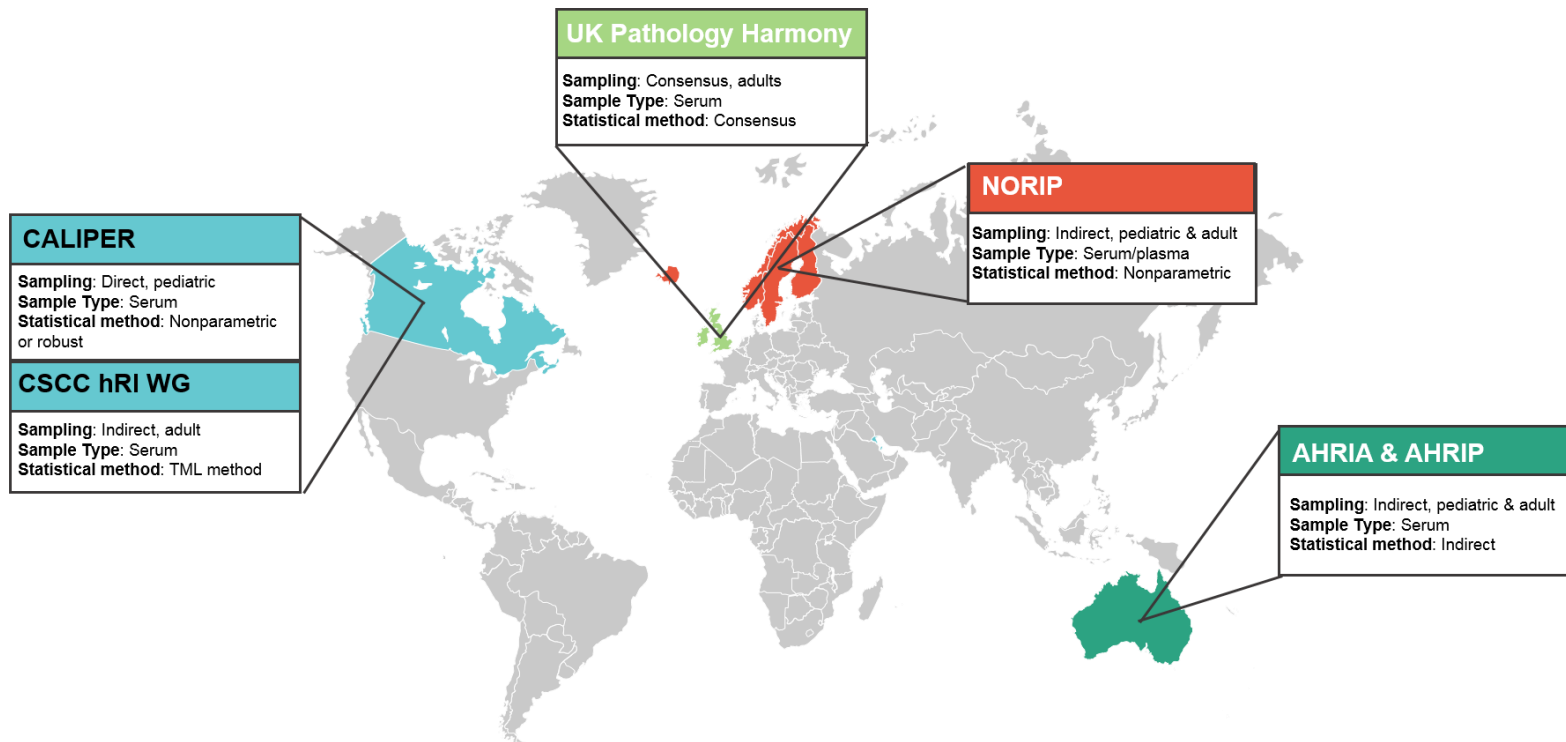 UK Pathology Harmony
Sampling: Consensus, adults
Sample Type: Serum
Statistical method: Consensus
NORIP
Sampling: Indirect, pediatric & adult
Sample Type: Serum/plasma
Statistical method: Nonparametric
CALIPER
Sampling: Direct, pediatric
Sample Type: Serum
Statistical method: Nonparametric
or robust
CSCC hRI WG
Sampling: Indirect, adult
Sample Type: Serum
Statistical method: TML method
AHRIA & AHRIP
Sampling: Indirect, pediatric & adult
Sample Type: Serum
Statistical method: Indirect